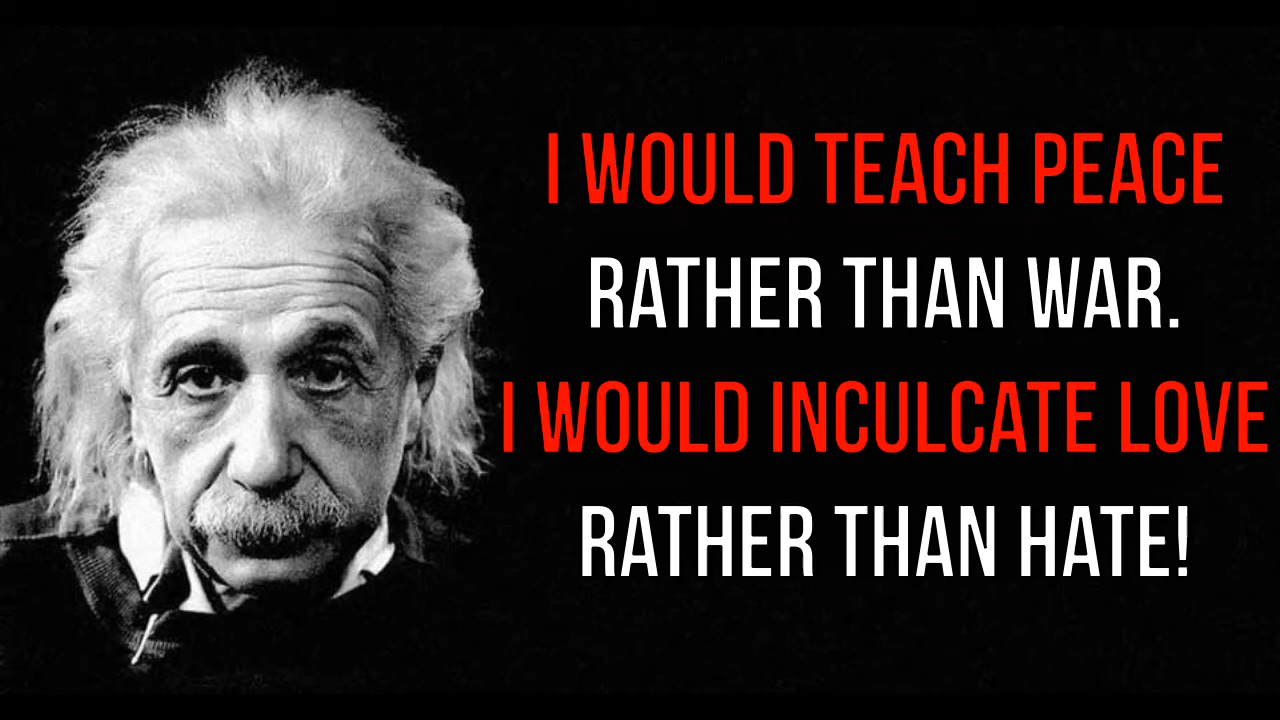 I WOULD TEACH PEACE
RATHER THAN WAR.
I WOULD INCULCATE LOVE
RATHER THAN HATE!